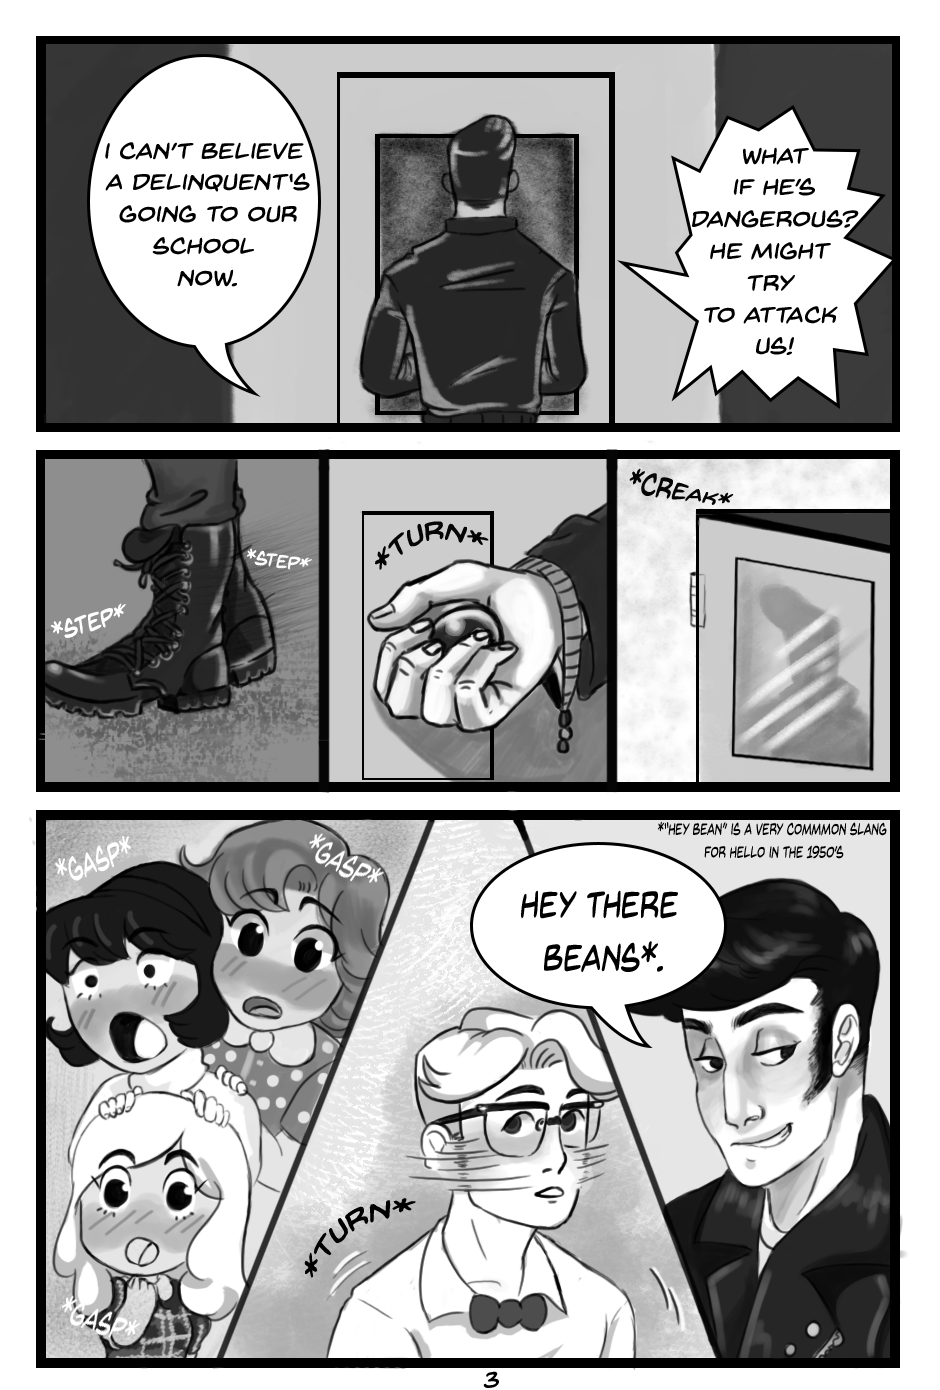 I CAN'T BELIEVE
A DELINQUENT'S
GOING TO OUR
SCHOOL
NOW.
WHAT
IF HE'S
DANGEROUS?
HE MIGHT
TRY
TO ATTACK
US!
*STEP*
*STEP*
*TURN*
*CREAK*
*GASP*
*GASP*
*GASP*
*TURN*
HEY THERE
BEANS*.
*"HEY BEAN" IS A VERY COMMMON SLANG
FOR HELLO IN THE 1950'S
3